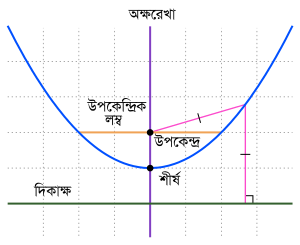 অক্ষরেখা
উপকেন্দ্রিক
লম্ব
উপকেন্দ্র
শীর্ষ
দিকাক্ষ